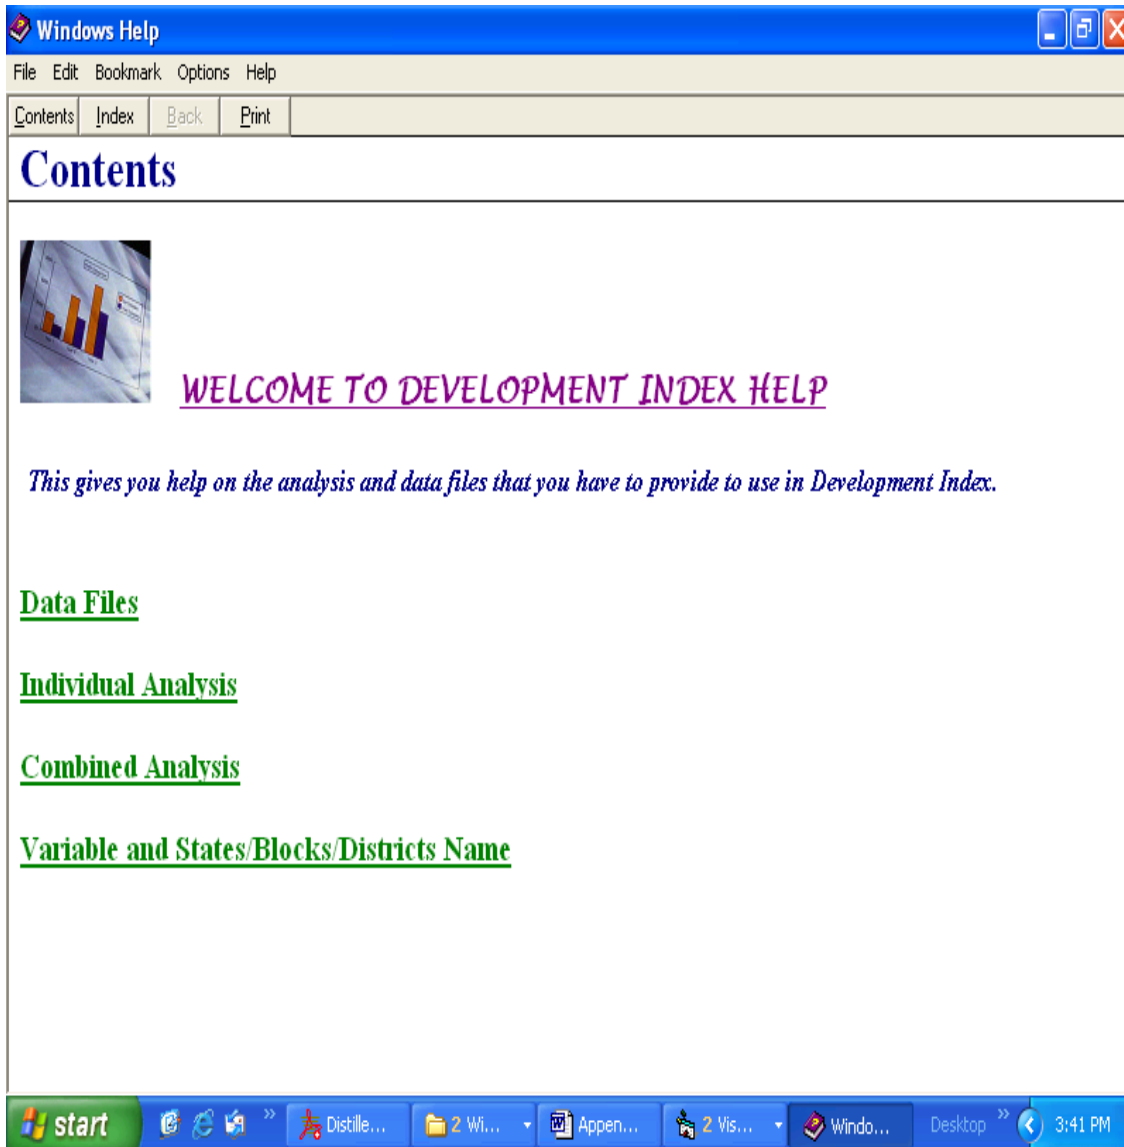 Windows Help
File Edit Bookmark Options Help
Contents Index Back Print
Contents
WELCOME TO DEVELOPMENT INDEX HELP
This gives you help on the analysis and data files that you have to provide to use in Development Index.
Data Files
Individual Analysis
Combined Analysis
Variable and States/Blocks/Districts Name
start » Distille... 2 Wi... Appen... 2 Vis... Windo... Desktop » 3:41 PM